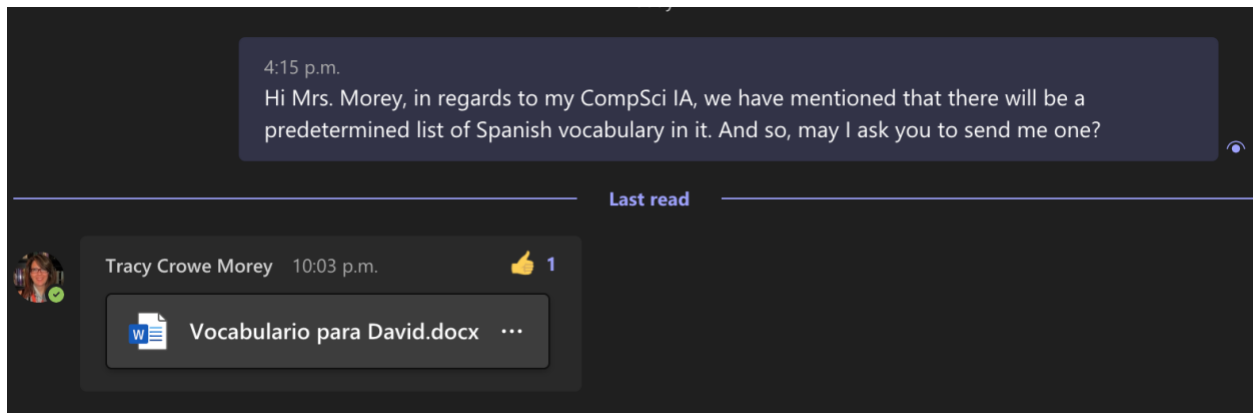 4:15 p.m.
Hi Mrs. Morey, in regards to my CompSci IA, we have mentioned that there will be a
predetermined list of Spanish vocabulary in it. And so, may I ask you to send me one?
Last read
Tracy Crowe Morey 10:03 p.m. 👍 1
W Vocabulario para David.docx ...